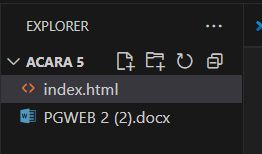 EXPLORER
ACARA 5
index.html
PGWEB 2 (2).docx